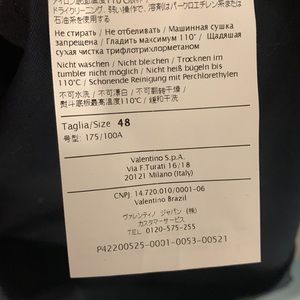 ドライクリーニング、弱い操作で、溶剤はパークロエチレン系または
石油系を使用する
Не стирать / Не отбеливать / Машинная сушка
запрещена / Гладить максимум 110° / Щадящая
сухая чистка трифлотрихлорметаном
Nicht waschen / Nicht bleichen / Trocknen im
tumbler nicht möglich / Nicht heiß bügeln bis
110°C / Schonende Reinigung mit Perchlorethylen
不可水洗 / 不可漂白 / 不可翻转干燥 /
熨斗底板最高温度110℃ / 缓和干洗
Taglia/Size 48
号型: 175/100A
Valentino S.p.A.
Via F.Turati 16/18
20121 Milano (Italy)
CNPJ 14.720.010/0001-06
Valentino Brazil
ヴァレンティノ ジャパン (株)
カスタマーサービス
TEL 0120-575-255
P42200525-0001-0053-00521